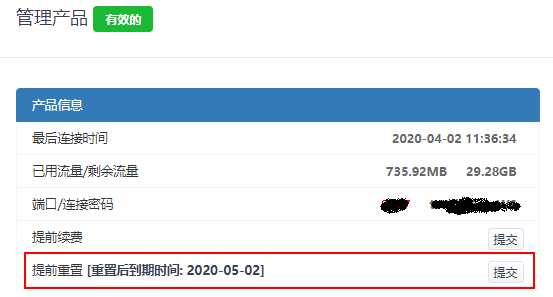 管理产品 有效的
产品信息
最后连接时间 2020-04-02 11:36:34
已用流量/剩余流量 735.92MB 29.28GB
端口/连接密码
提前续费 提交
提前重置 [重置后到期时间: 2020-05-02] 提交